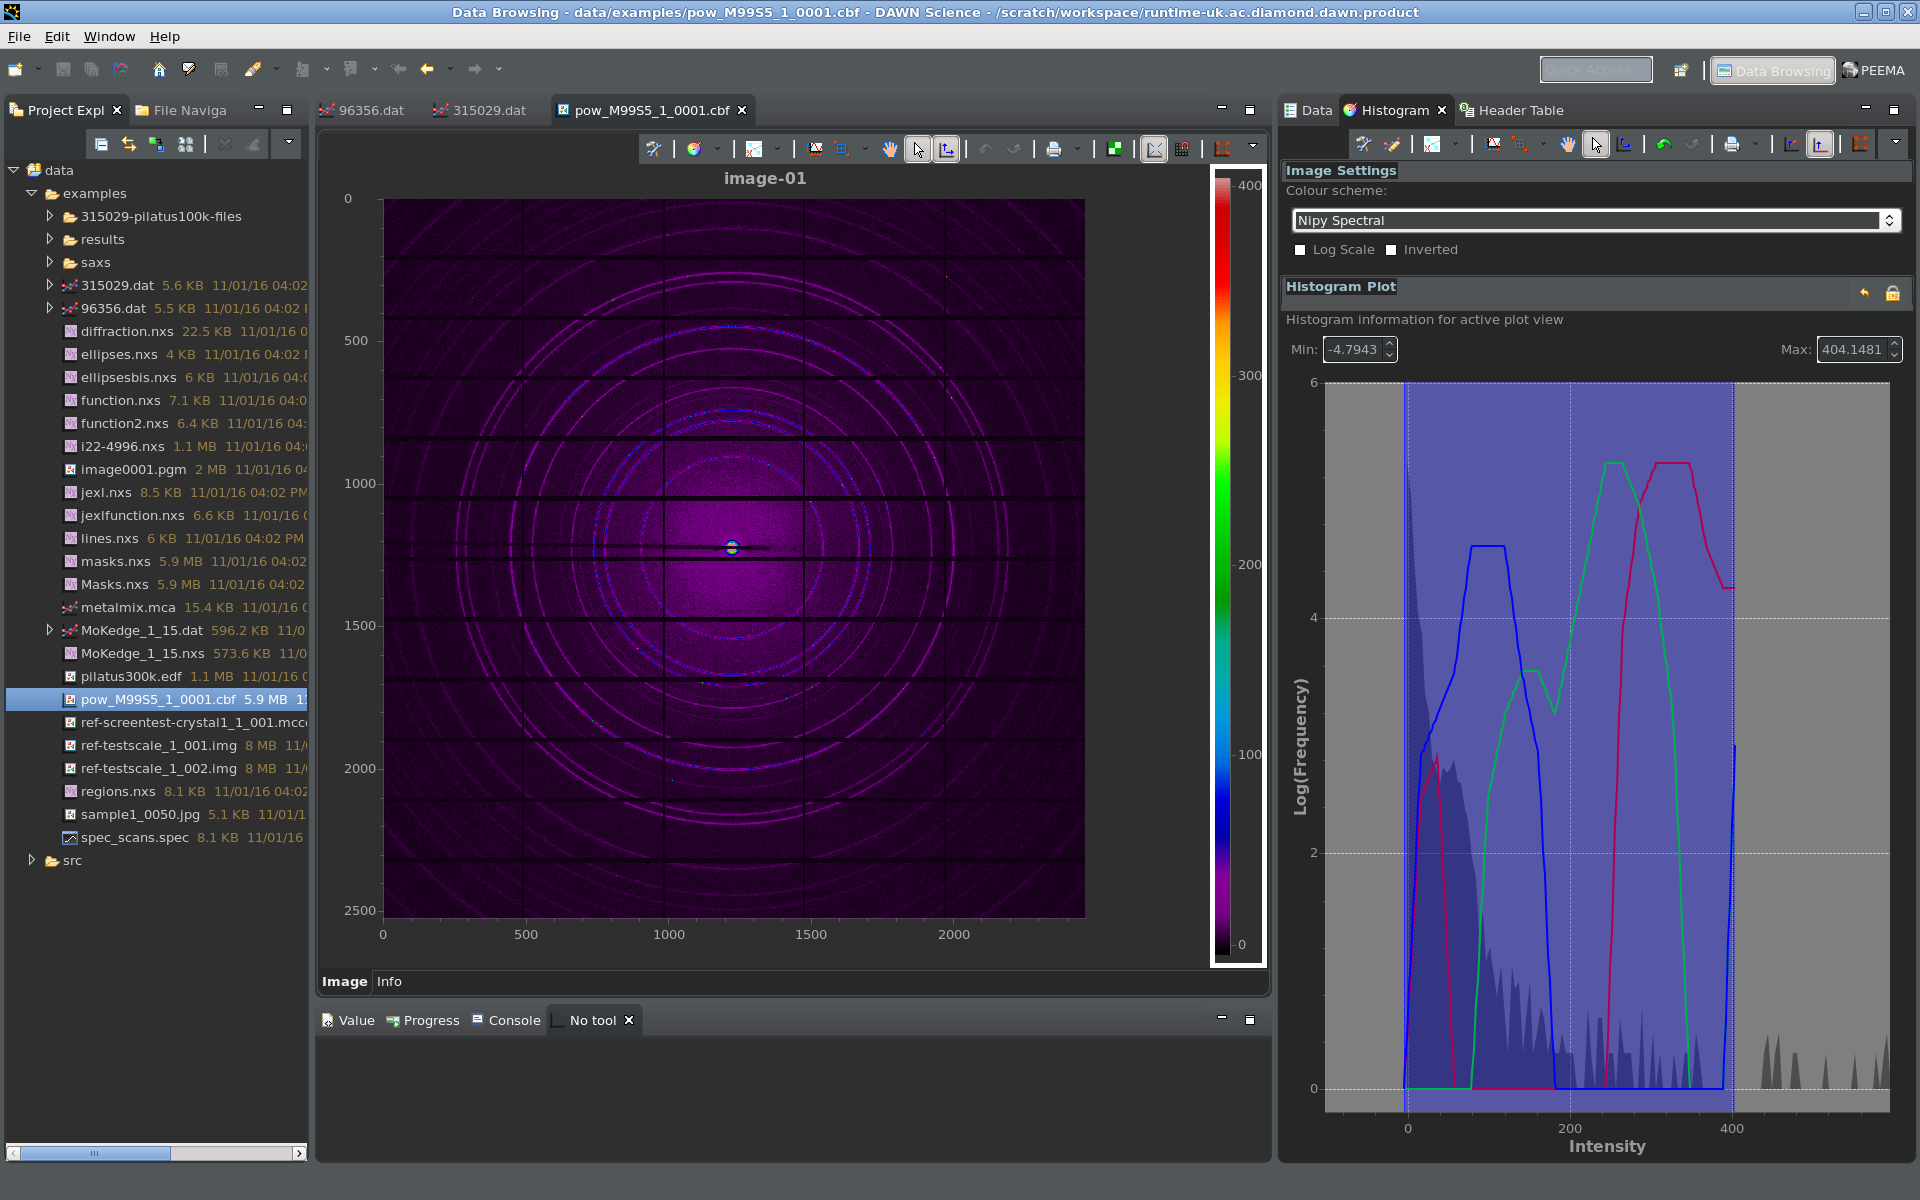 Data Browsing - data/examples/pow_M99S5_1_0001.cbf - DAWN Science - /scratch/workspace/runtime-uk.ac.diamond.dawn.product
File Edit Window Help
Quick Access
Data Browsing
PEEMA
Project Expl
File Naviga
data
examples
315029-pilatus100k-files
results
saxs
315029.dat 5.6 KB 11/01/16 04:02
96356.dat 5.5 KB 11/01/16 04:02
diffraction.nxs 22.5 KB 11/01/16 0
ellipses.nxs 4 KB 11/01/16 04:02
ellipsesbis.nxs 6 KB 11/01/16 04:
function.nxs 7.1 KB 11/01/16 04:0
function2.nxs 6.4 KB 11/01/16 04:
i22-4996.nxs 1.1 MB 11/01/16 04:
image0001.pgm 2 MB 11/01/16 04
jexl.nxs 8.5 KB 11/01/16 04:02 PM
jexlfunction.nxs 6.6 KB 11/01/16
lines.nxs 6 KB 11/01/16 04:02 PM
masks.nxs 5.9 MB 11/01/16 04:02
Masks.nxs 5.9 MB 11/01/16 04:02
metalmix.mca 15.4 KB 11/01/16
MoKedge_1_15.dat 596.2 KB 11/0
MoKedge_1_15.nxs 573.6 KB 11/0
pilatus300k.edf 1.1 MB 11/01/16
pow_M99S5_1_0001.cbf 5.9 MB 1
ref-screentest-crystal1_1_001.mcc
ref-testscale_1_001.img 8 MB 11/
ref-testscale_1_002.img 8 MB 11/
regions.nxs 8.1 KB 11/01/16 04:02
sample1_0050.jpg 5.1 KB 11/01/1
spec_scans.spec 8.1 KB 11/01/16
src
96356.dat
315029.dat
pow_M99S5_1_0001.cbf
image-01
0
500
1000
1500
2000
2500
0 500 1000 1500 2000
400
300
200
100
0
Image Info
Value
Progress
Console
No tool
Data
Histogram
Header Table
Image Settings
Colour scheme:
Nipy Spectral
Log Scale
Inverted
Histogram Plot
Histogram information for active plot view
Min: -4.7943
Max: 404.1481
6
4
2
0
Log(Frequency)
0 200 400
Intensity